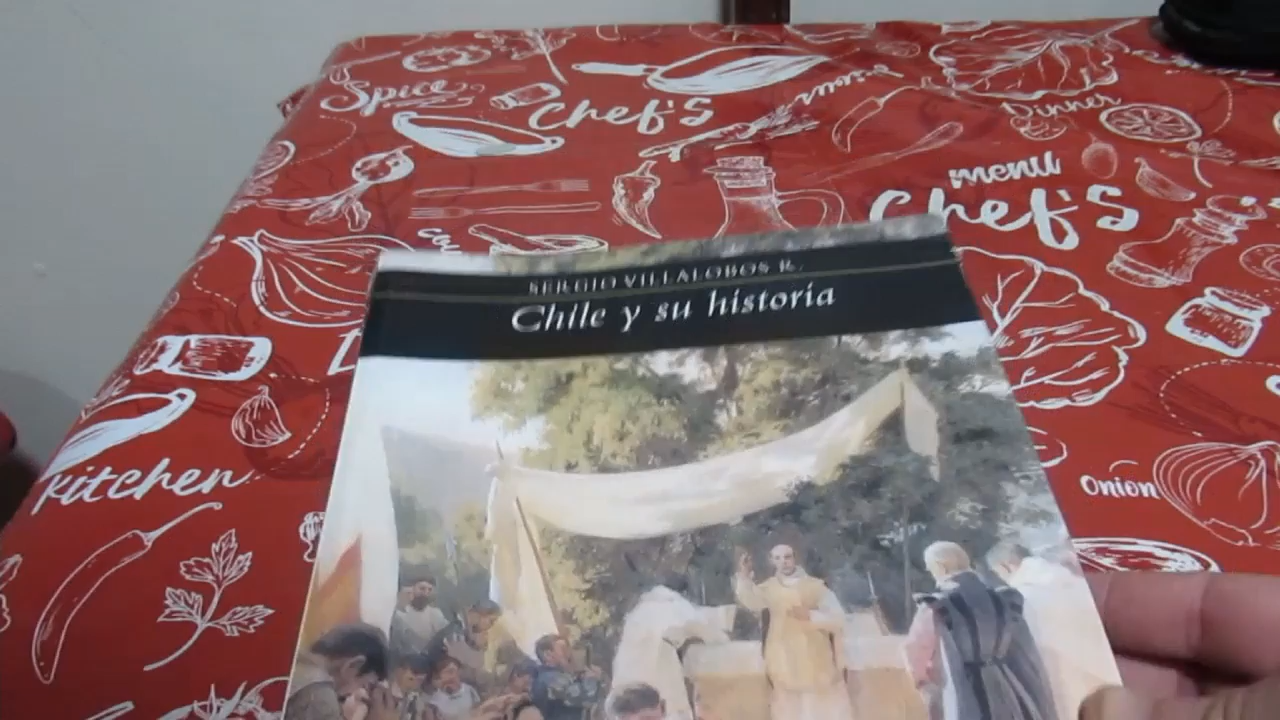 Spice
Chef's
Dinner
menu
Chef's
SERGIO VILLALOBOS R.
Chile y su historia
kitchen
Onion